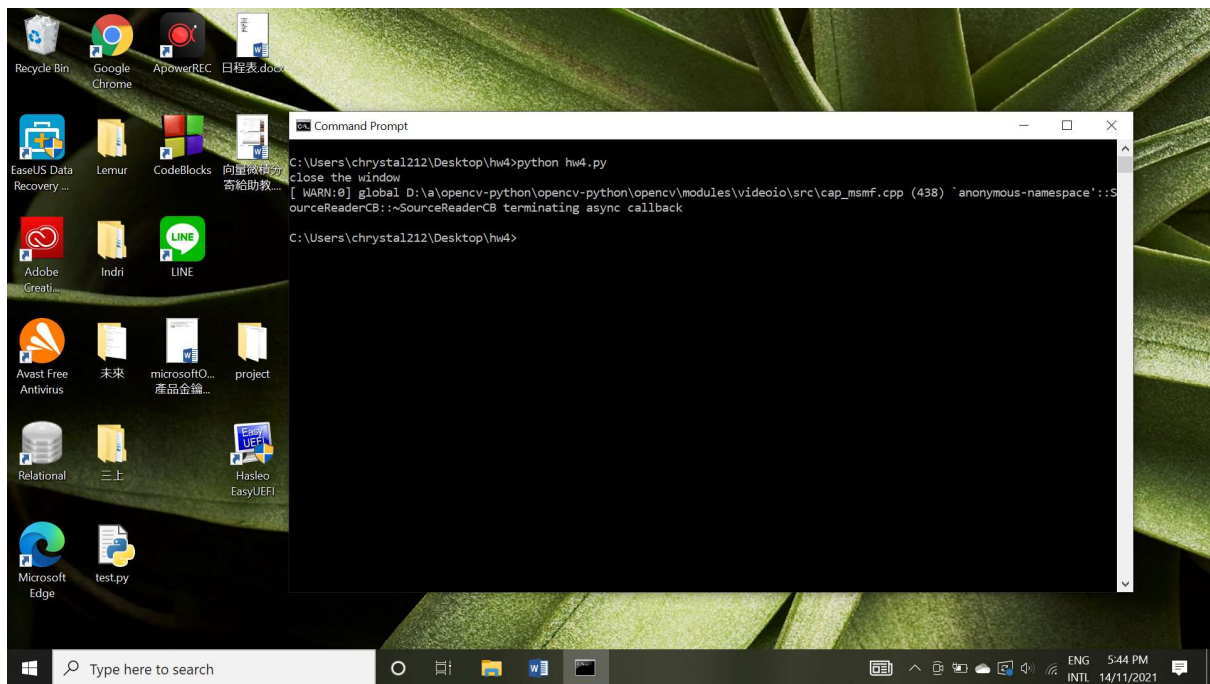 Recycle Bin
Google
Chrome
ApowerREC
日程表.docx
EaseUS Data
Recovery ...
Lemur
CodeBlocks
向量微積分
寄給助教...
Adobe
Creati...
Indri
LINE
LINE
Avast Free
Antivirus
未來
microsoftO...
產品金鑰...
project
Relational
三上
Easy
UEFI
Hasleo
EasyUEFI
Microsoft
Edge
test.py
Command Prompt
C:\Users\chrystal212\Desktop\hw4>python hw4.py
close the window
[ WARN:0] global D:\a\opencv-python\opencv-python\opencv\modules\videoio\src\cap_msmf.cpp (438) `anonymous-namespace'::S
ourceReaderCB::~SourceReaderCB terminating async callback
C:\Users\chrystal212\Desktop\hw4>
Type here to search
ENG
INTL
5:44 PM
14/11/2021